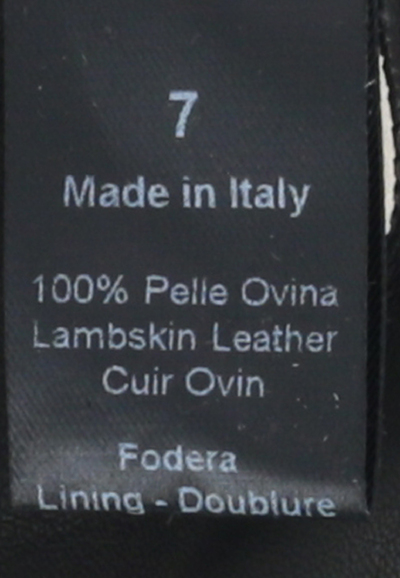 7
Made in Italy
100% Pelle Ovina
Lambskin Leather
Cuir Ovin
Fodera
Lining - Doublure